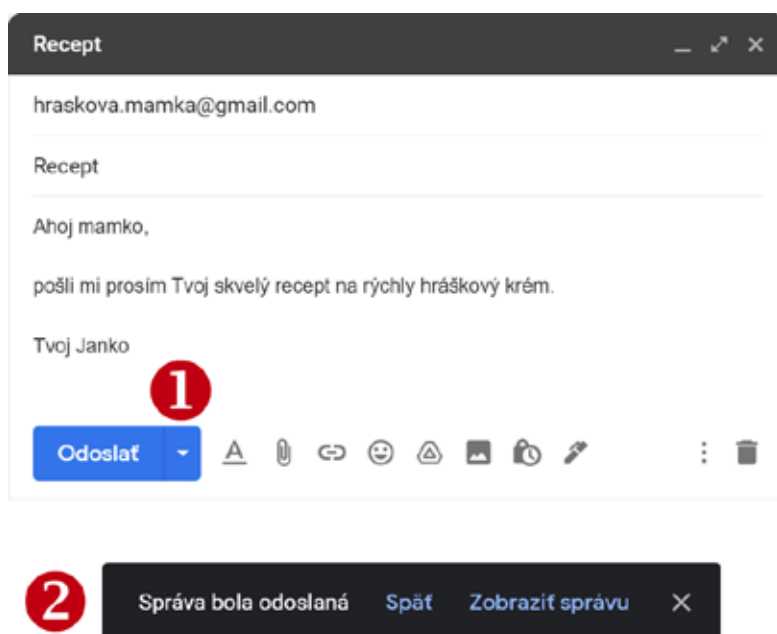 Recept
hraskova.mamka@gmail.com
Recept
Ahoj mamko,
pošli mi prosím Tvoj skvelý recept na rýchly hráškový krém.
Tvoj Janko
1
Odoslať
2 Správa bola odoslaná Späť Zobraziť správu